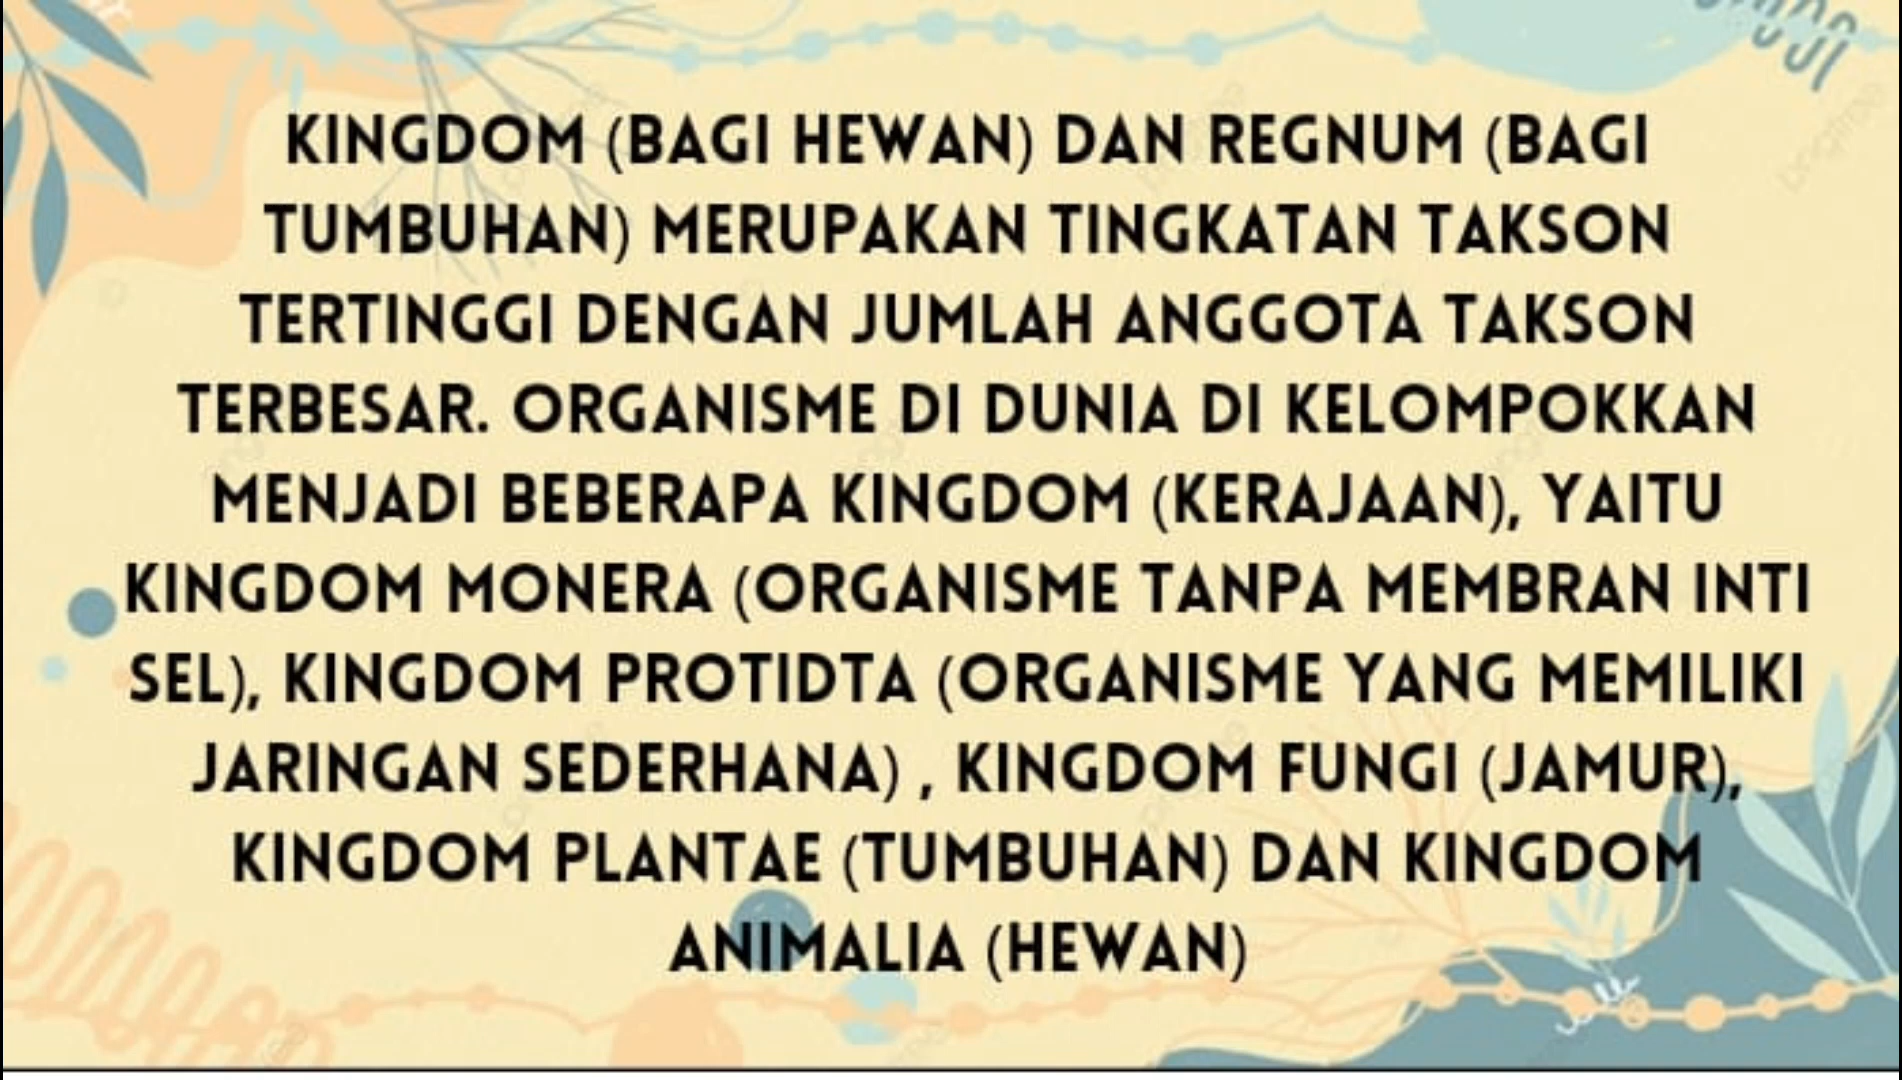 KINGDOM (BAGI HEWAN) DAN REGNUM (BAGI
TUMBUHAN) MERUPAKAN TINGKATAN TAKSON
TERTINGGI DENGAN JUMLAH ANGGOTA TAKSON
TERBESAR. ORGANISME DI DUNIA DI KELOMPOKKAN
MENJADI BEBERAPA KINGDOM (KERAJAAN), YAITU
KINGDOM MONERA (ORGANISME TANPA MEMBRAN INTI
SEL), KINGDOM PROTIDTA (ORGANISME YANG MEMILIKI
JARINGAN SEDERHANA) , KINGDOM FUNGI (JAMUR),
KINGDOM PLANTAE (TUMBUHAN) DAN KINGDOM
ANIMALIA (HEWAN)